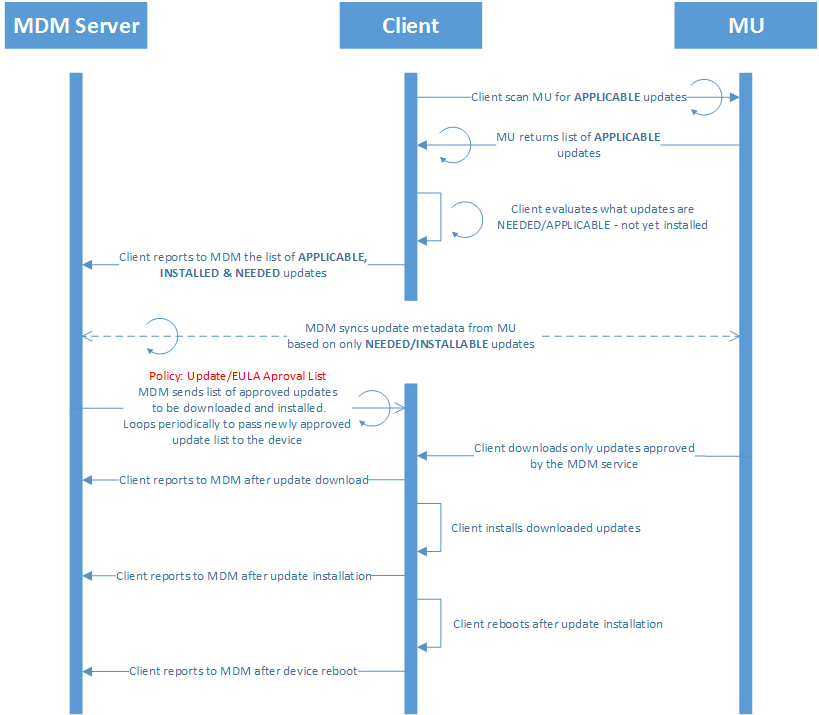 MDM Server
Client
MU
Client scan MU for APPLICABLE updates
MU returns list of APPLICABLE
updates
Client evaluates what updates are
NEEDED/APPLICABLE - not yet installed
Client reports to MDM the list of APPLICABLE,
INSTALLED & NEEDED updates
MDM syncs update metadata from MU
based on only NEEDED/INSTALLABLE updates
Policy: Update/EULA Aproval List
MDM sends list of approved updates
to be downloaded and installed.
Loops periodically to pass newly approved
update list to the device
Client downloads only updates approved
by the MDM service
Client reports to MDM after update download
Client installs downloaded updates
Client reports to MDM after update installation
Client reboots after update installation
Client reports to MDM after device reboot